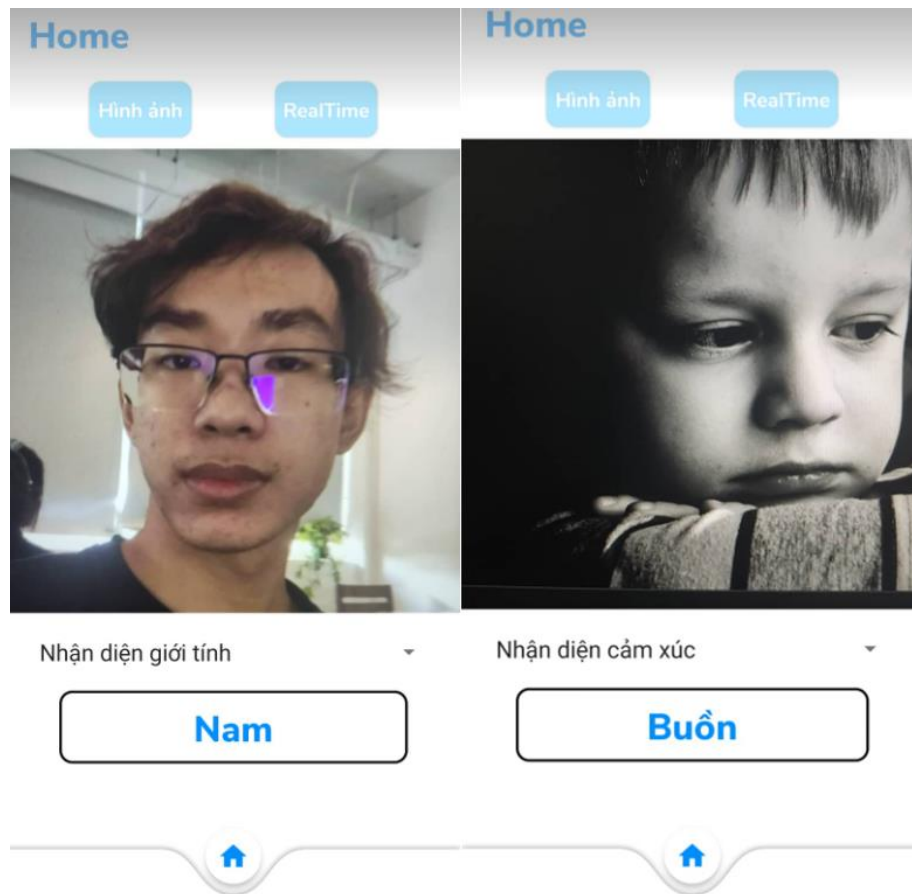 Home
Hình ảnh
RealTime
Nhận diện giới tính
Nam
Home
Hình ảnh
RealTime
Nhận diện cảm xúc
Buồn